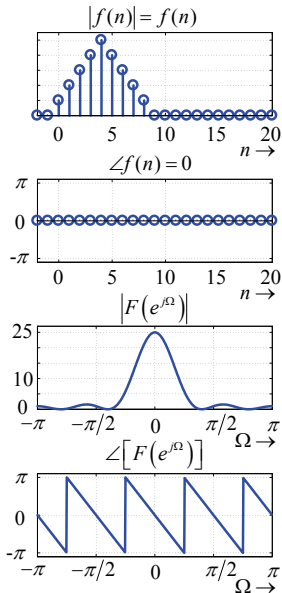 |f(n)| = f(n)
0 5 10 15 20
n →
∠f(n) = 0
π
0
-π
0 5 10 15 20
n →
|F(e^{jΩ})|
25
10
0
−π −π/2 0 π/2 π
Ω →
∠[F(e^{jΩ})]
π
0
-π
−π −π/2 0 π/2 π
Ω →